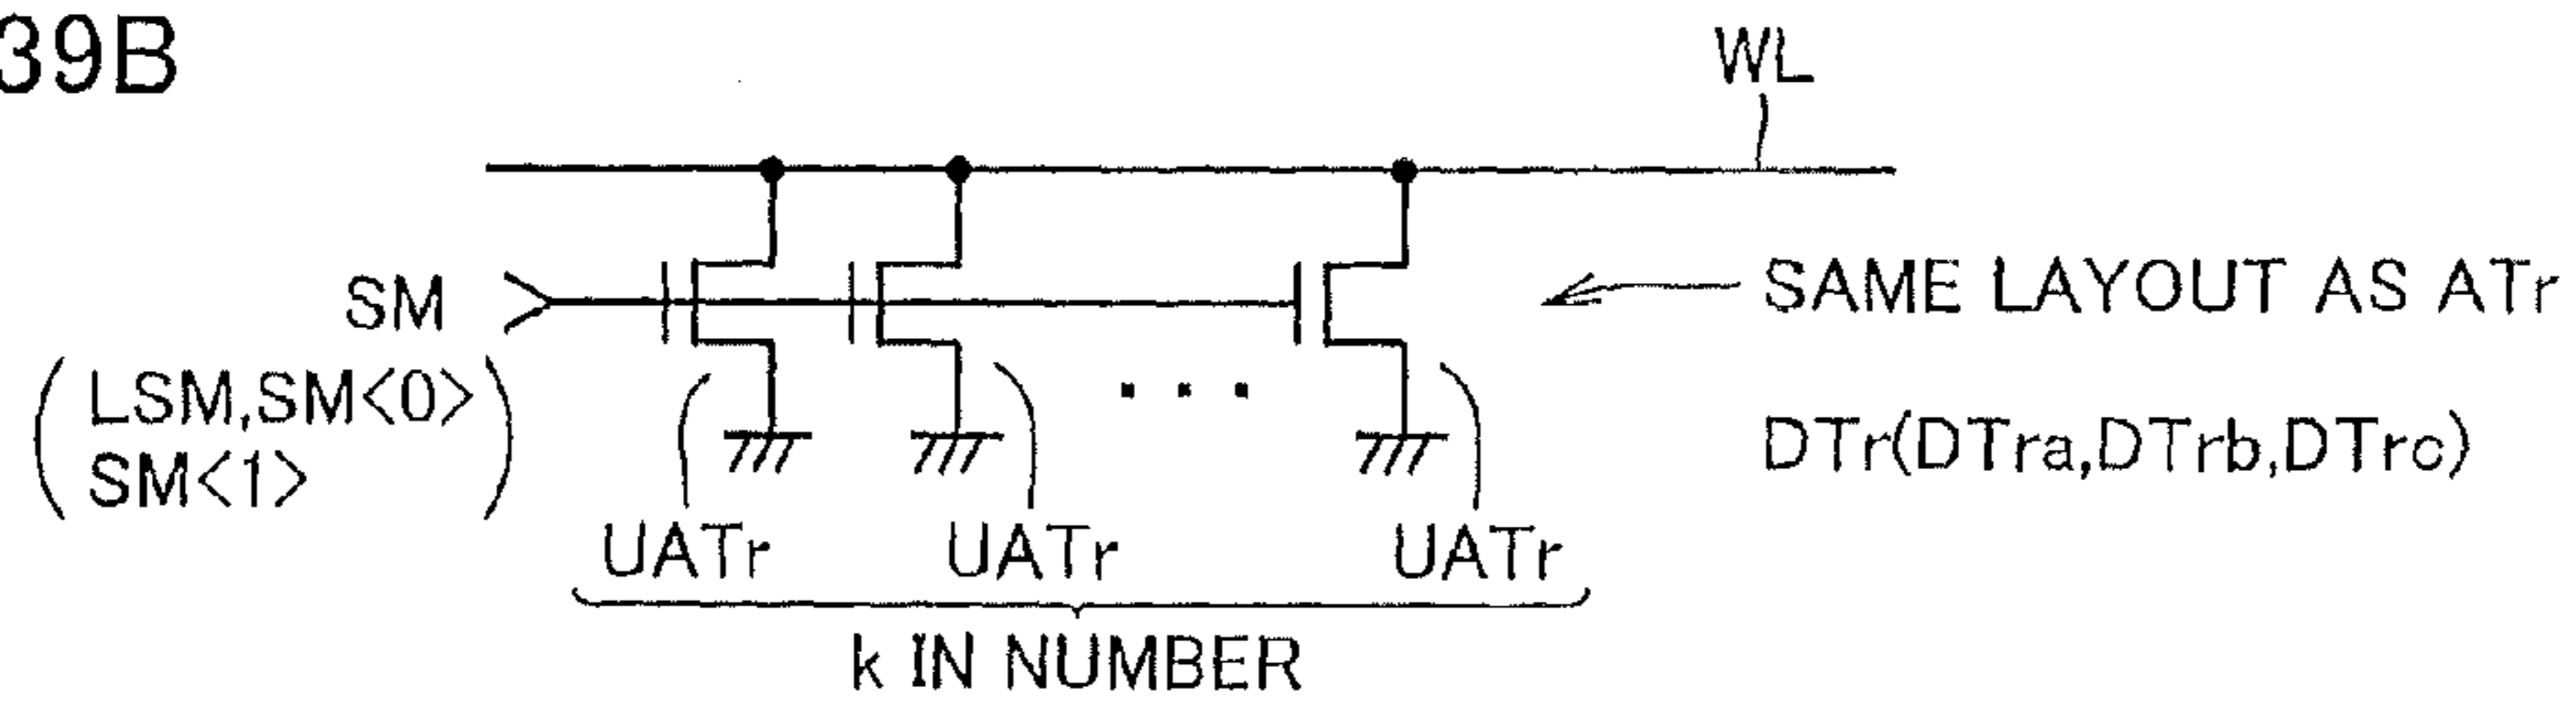 39B
WL
SM
SAME LAYOUT AS ATr
LSM,SM<0>
SM<1>
DTr(DTra,DTrb,DTrc)
UATr UATr UATr
...
k IN NUMBER